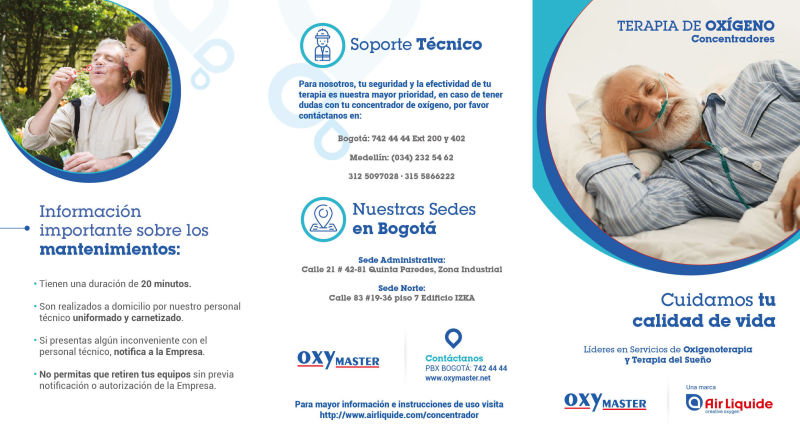 Información
importante sobre los
mantenimientos:
• Tienen una duración de 20 minutos.
• Son realizados a domicilio por nuestro personal
técnico uniformado y carnetizado.
• Si presentas algún inconveniente con el
personal técnico, notifica a la Empresa.
• No permitas que retiren tus equipos sin previa
notificación o autorización de la Empresa.
Soporte Técnico
Para nosotros, tu seguridad y la efectividad de tu
terapia es nuestra mayor prioridad, en caso de tener
dudas con tu concentrador de oxígeno, por favor
contáctanos en:
Bogotá: 742 44 44 Ext 200 y 402
Medellín: (034) 232 54 62
312 5097028 · 315 5866222
Nuestras Sedes
en Bogotá
Sede Administrativa:
Calle 21 # 42-81 Quinta Paredes, Zona Industrial
Sede Norte:
Calle 83 #19-36 piso 7 Edificio IZKA
OXYMASTER
Contáctanos
PBX BOGOTÁ: 742 44 44
www.oxymaster.net
Para mayor información e instrucciones de uso visita
http://www.airliquide.com/concentrador
TERAPIA DE OXÍGENO
Concentradores
Cuidamos tu
calidad de vida
Líderes en Servicios de Oxigenoterapia
y Terapia del Sueño
OXYMASTER
Una marca
Air Liquide
creative oxygen